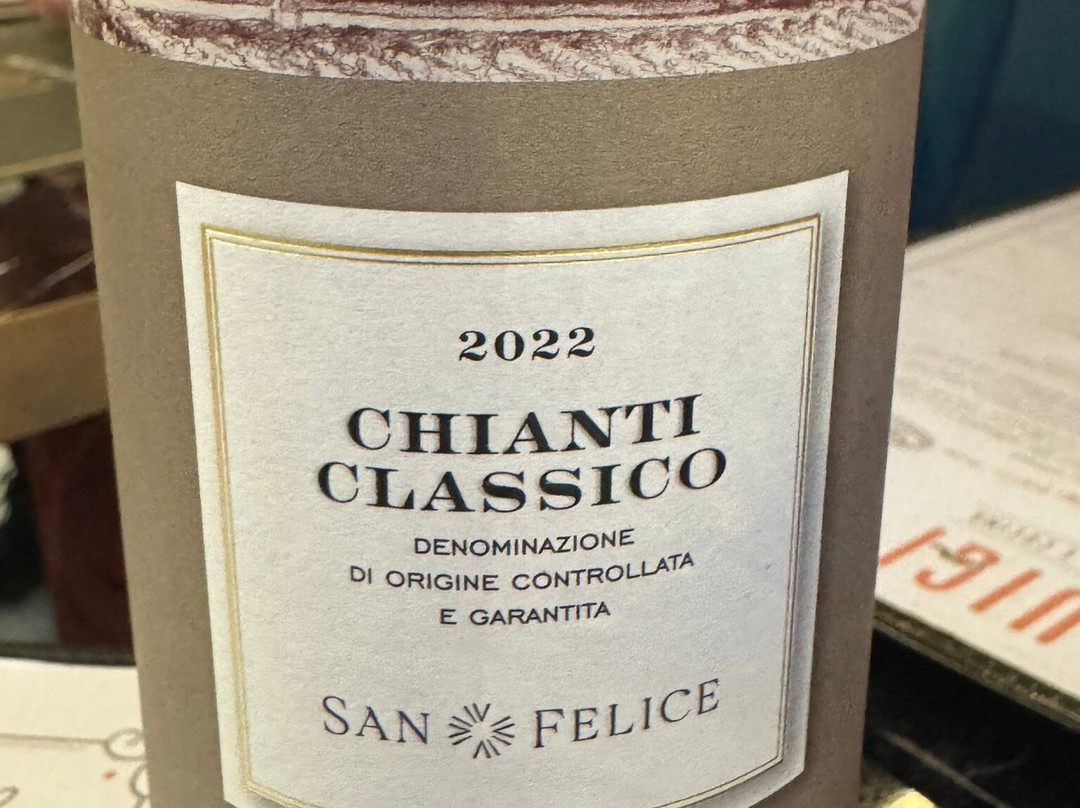 2022
CHIANTI
CLASSICO
DENOMINAZIONE
DI ORIGINE CONTROLLATA
E GARANTITA
SAN FELICE